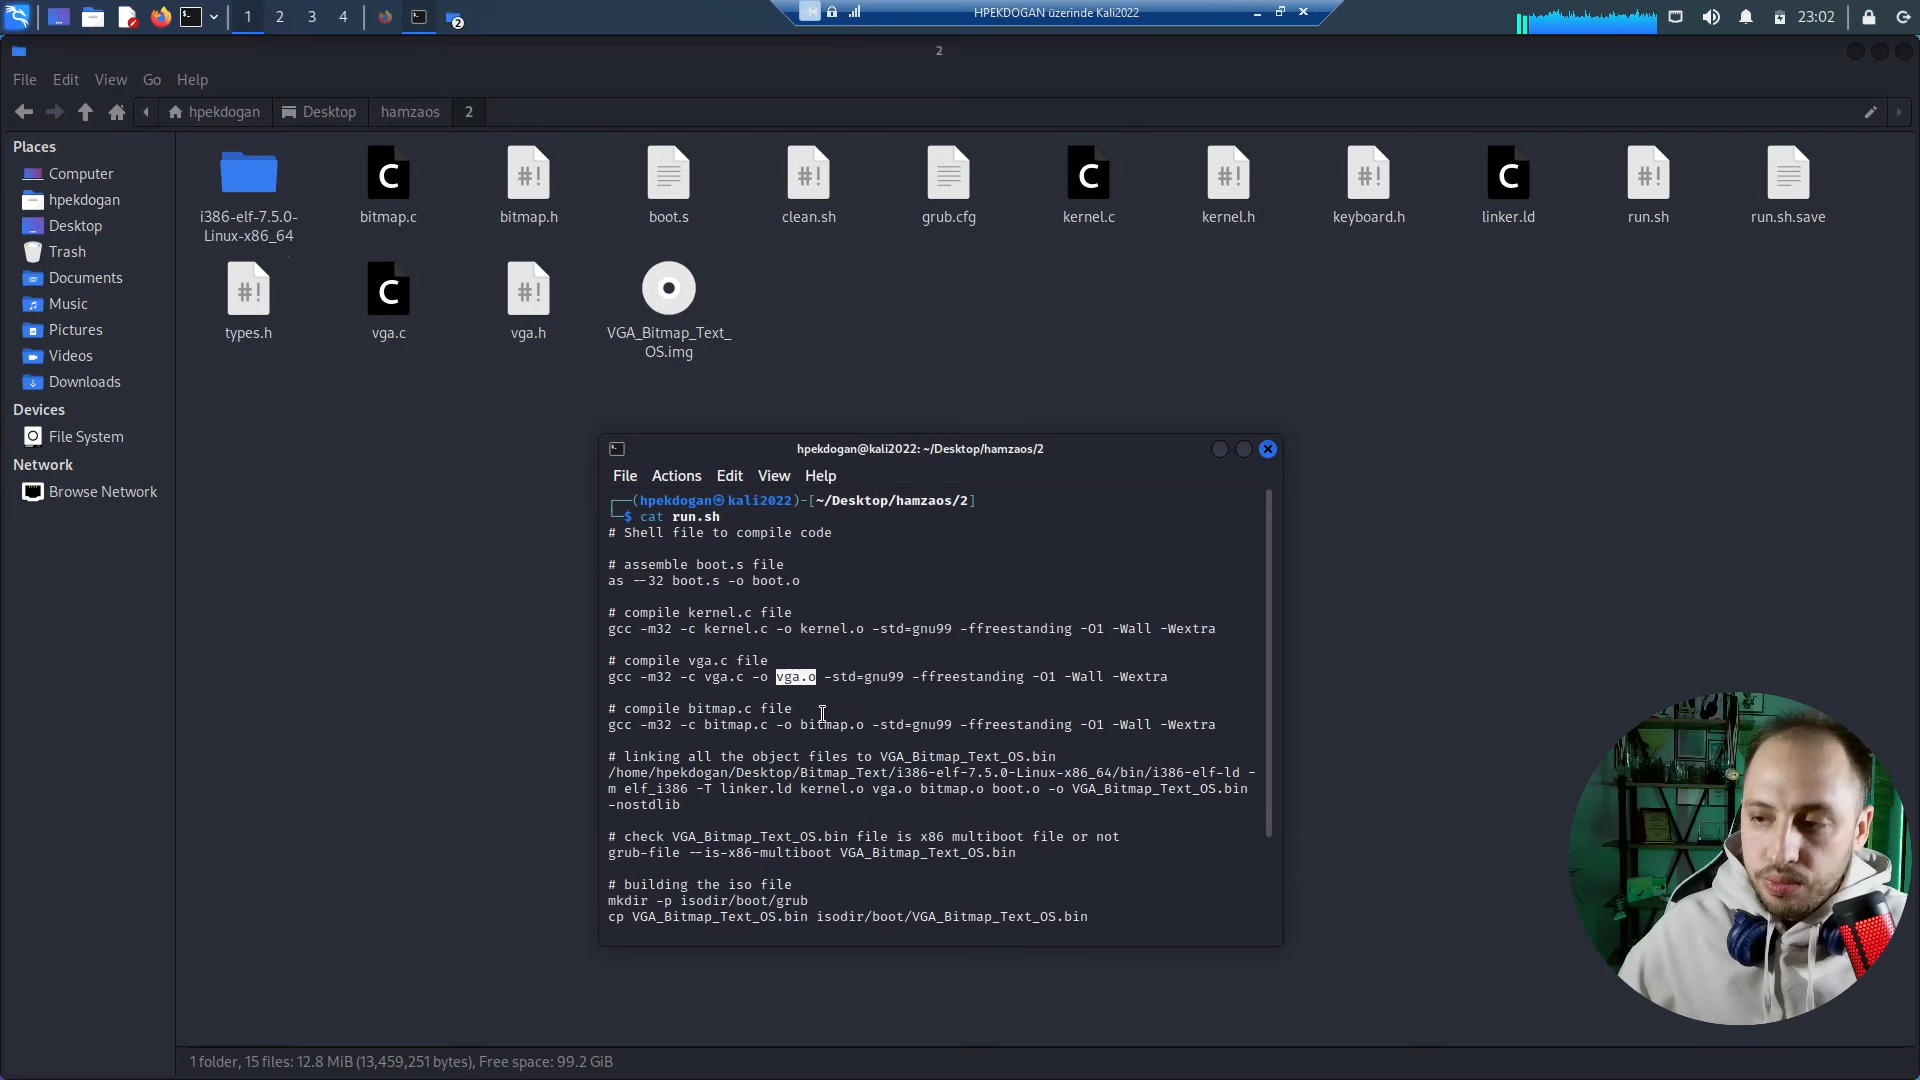 1 2 3 4
2
HPEKDOGAN üzerinde Kali2022
23:02
2
File Edit View Go Help
hpekdogan Desktop hamzaos 2
Places
Computer
hpekdogan
Desktop
Trash
Documents
Music
Pictures
Videos
Downloads
Devices
File System
Network
Browse Network
i386-elf-7.5.0-
Linux-x86_64
bitmap.c
bitmap.h
boot.s
clean.sh
grub.cfg
kernel.c
kernel.h
keyboard.h
linker.ld
run.sh
run.sh.save
types.h
vga.c
vga.h
VGA_Bitmap_Text_
OS.img
hpekdogan@kali2022: ~/Desktop/hamzaos/2
File Actions Edit View Help
┌──(hpekdogan㉿kali2022)-[~/Desktop/hamzaos/2]
└─$ cat run.sh
# Shell file to compile code
# assemble boot.s file
as --32 boot.s -o boot.o
# compile kernel.c file
gcc -m32 -c kernel.c -o kernel.o -std=gnu99 -ffreestanding -O1 -Wall -Wextra
# compile vga.c file
gcc -m32 -c vga.c -o vga.o -std=gnu99 -ffreestanding -O1 -Wall -Wextra
# compile bitmap.c file
gcc -m32 -c bitmap.c -o bitmap.o -std=gnu99 -ffreestanding -O1 -Wall -Wextra
# linking all the object files to VGA_Bitmap_Text_OS.bin
/home/hpekdogan/Desktop/Bitmap_Text/i386-elf-7.5.0-Linux-x86_64/bin/i386-elf-ld -
m elf_i386 -T linker.ld kernel.o vga.o bitmap.o boot.o -o VGA_Bitmap_Text_OS.bin
-nostdlib
# check VGA_Bitmap_Text_OS.bin file is x86 multiboot file or not
grub-file --is-x86-multiboot VGA_Bitmap_Text_OS.bin
# building the iso file
mkdir -p isodir/boot/grub
cp VGA_Bitmap_Text_OS.bin isodir/boot/VGA_Bitmap_Text_OS.bin
1 folder, 15 files: 12.8 MiB (13,459,251 bytes), Free space: 99.2 GiB